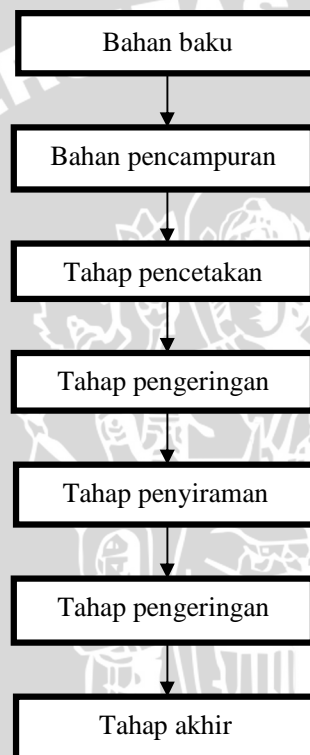 Bahan baku
Bahan pencampuran
Tahap pencetakan
Tahap pengeringan
Tahap penyiraman
Tahap pengeringan
Tahap akhir